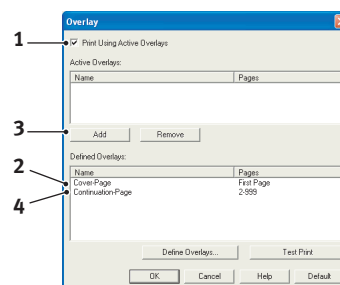 Overlay
1
Print Using Active Overlays
Active Overlays:
Name Pages
3
Add Remove
Defined Overlays:
Name Pages
2
Cover-Page First Page
Continuation-Page 2-999
4
Define Overlays... Test Print
OK Cancel Help Default